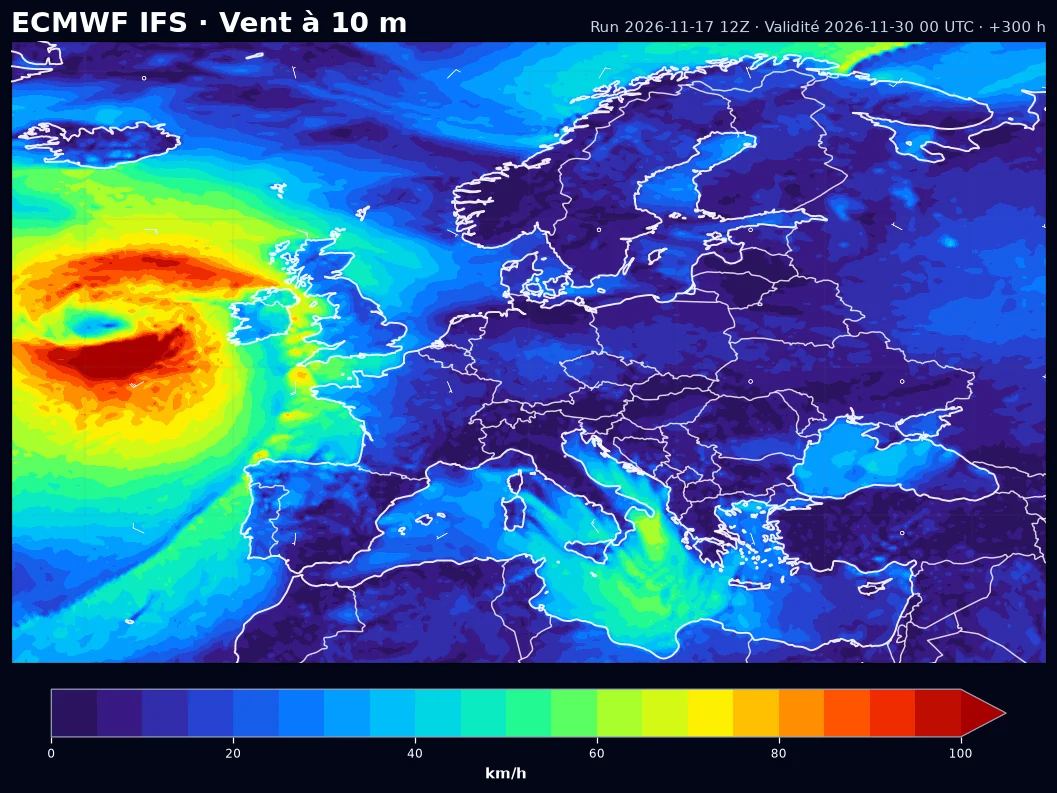 ECMWF IFS · Vent à 10 m
Run 2026-11-17 12Z · Validité 2026-11-30 00 UTC · +300 h
0 20 40 60 80 100
km/h